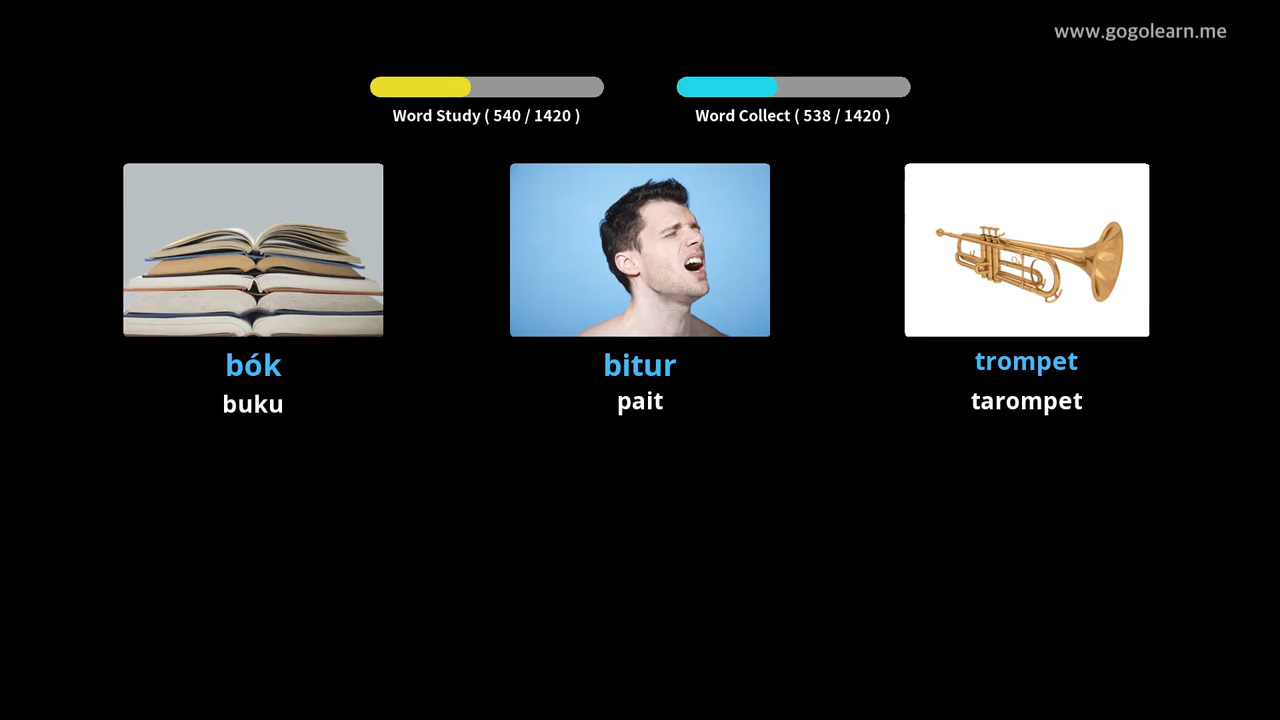 www.gogolearn.me
Word Study ( 540 / 1420 )
Word Collect ( 538 / 1420 )
bók
buku
bitur
pait
trompet
tarompet